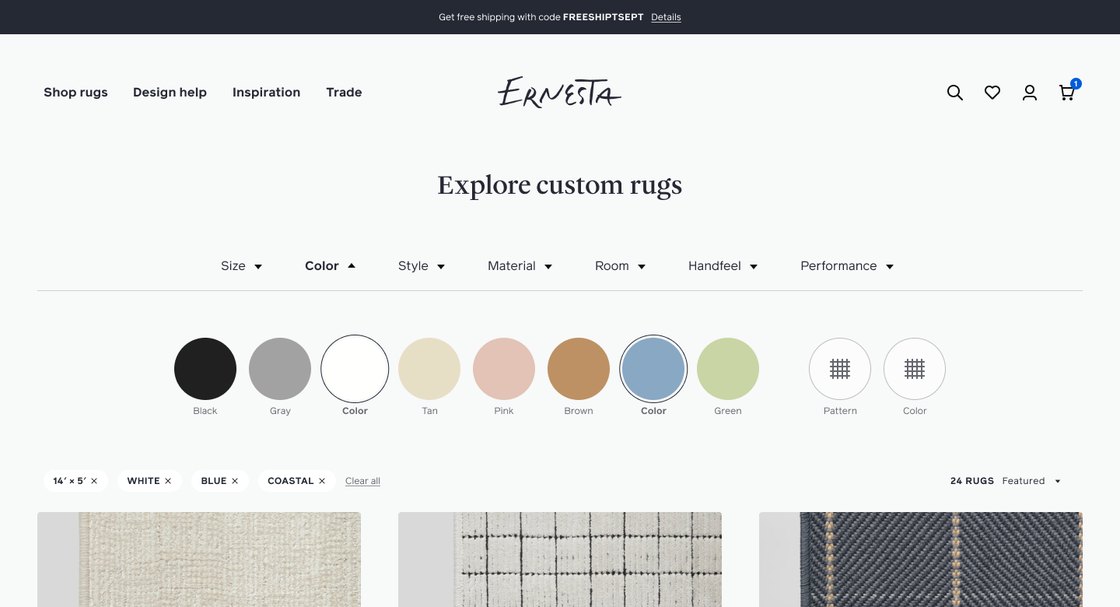 Get free shipping with code FREESHIPTSEPT Details
Shop rugs Design help Inspiration Trade ERNESTA 1
Explore custom rugs
Size Color Style Material Room Handfeel Performance
Black Gray Color Tan Pink Brown Color Green Pattern Color
14′ × 5′ × WHITE × BLUE × COASTAL × Clear all 24 RUGS Featured